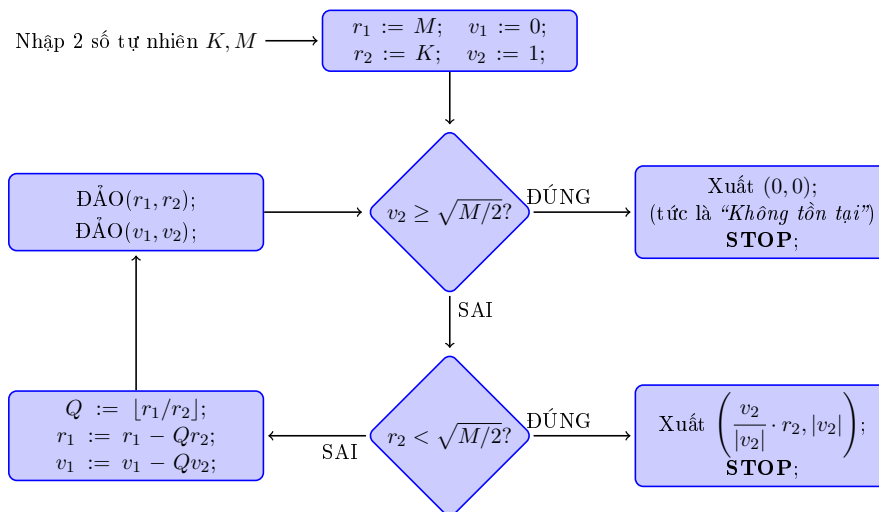 Nhập 2 số tự nhiên K, M
r₁ := M; v₁ := 0;
r₂ := K; v₂ := 1;
ĐẢO(r₁, r₂);
ĐẢO(v₁, v₂);
v₂ ≥ √(M/2)?
ĐÚNG
Xuất (0, 0);
(tức là “Không tồn tại”)
STOP;
SAI
Q := ⌊r₁/r₂⌋;
r₁ := r₁ − Qr₂;
v₁ := v₁ − Qv₂;
SAI
r₂ < √(M/2)?
ĐÚNG
Xuất (v₂/|v₂| · r₂, |v₂|);
STOP;